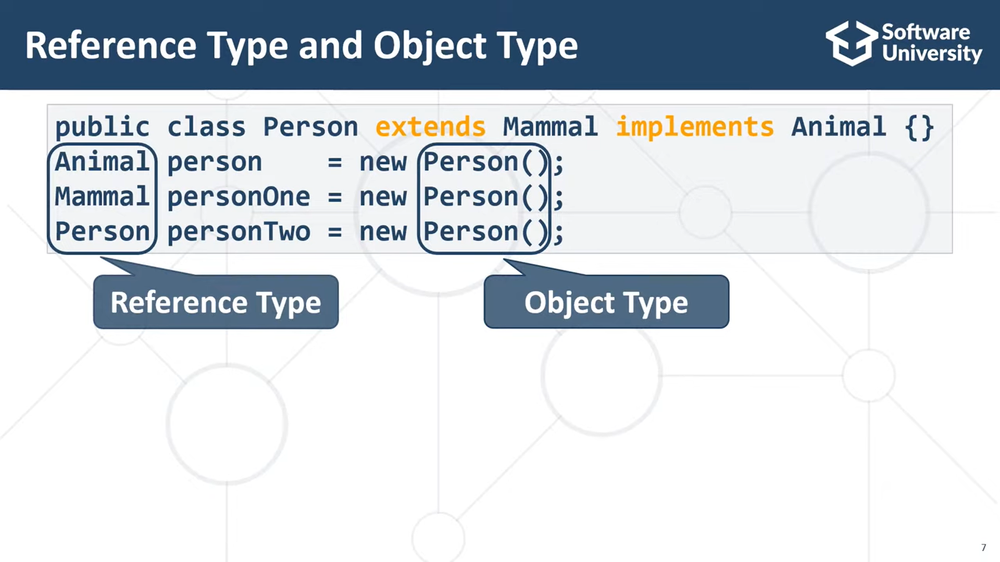 Reference Type and Object Type
Software
University
public class Person extends Mammal implements Animal {}
Animal person    = new Person();
Mammal personOne = new Person();
Person personTwo = new Person();
Reference Type
Object Type
7